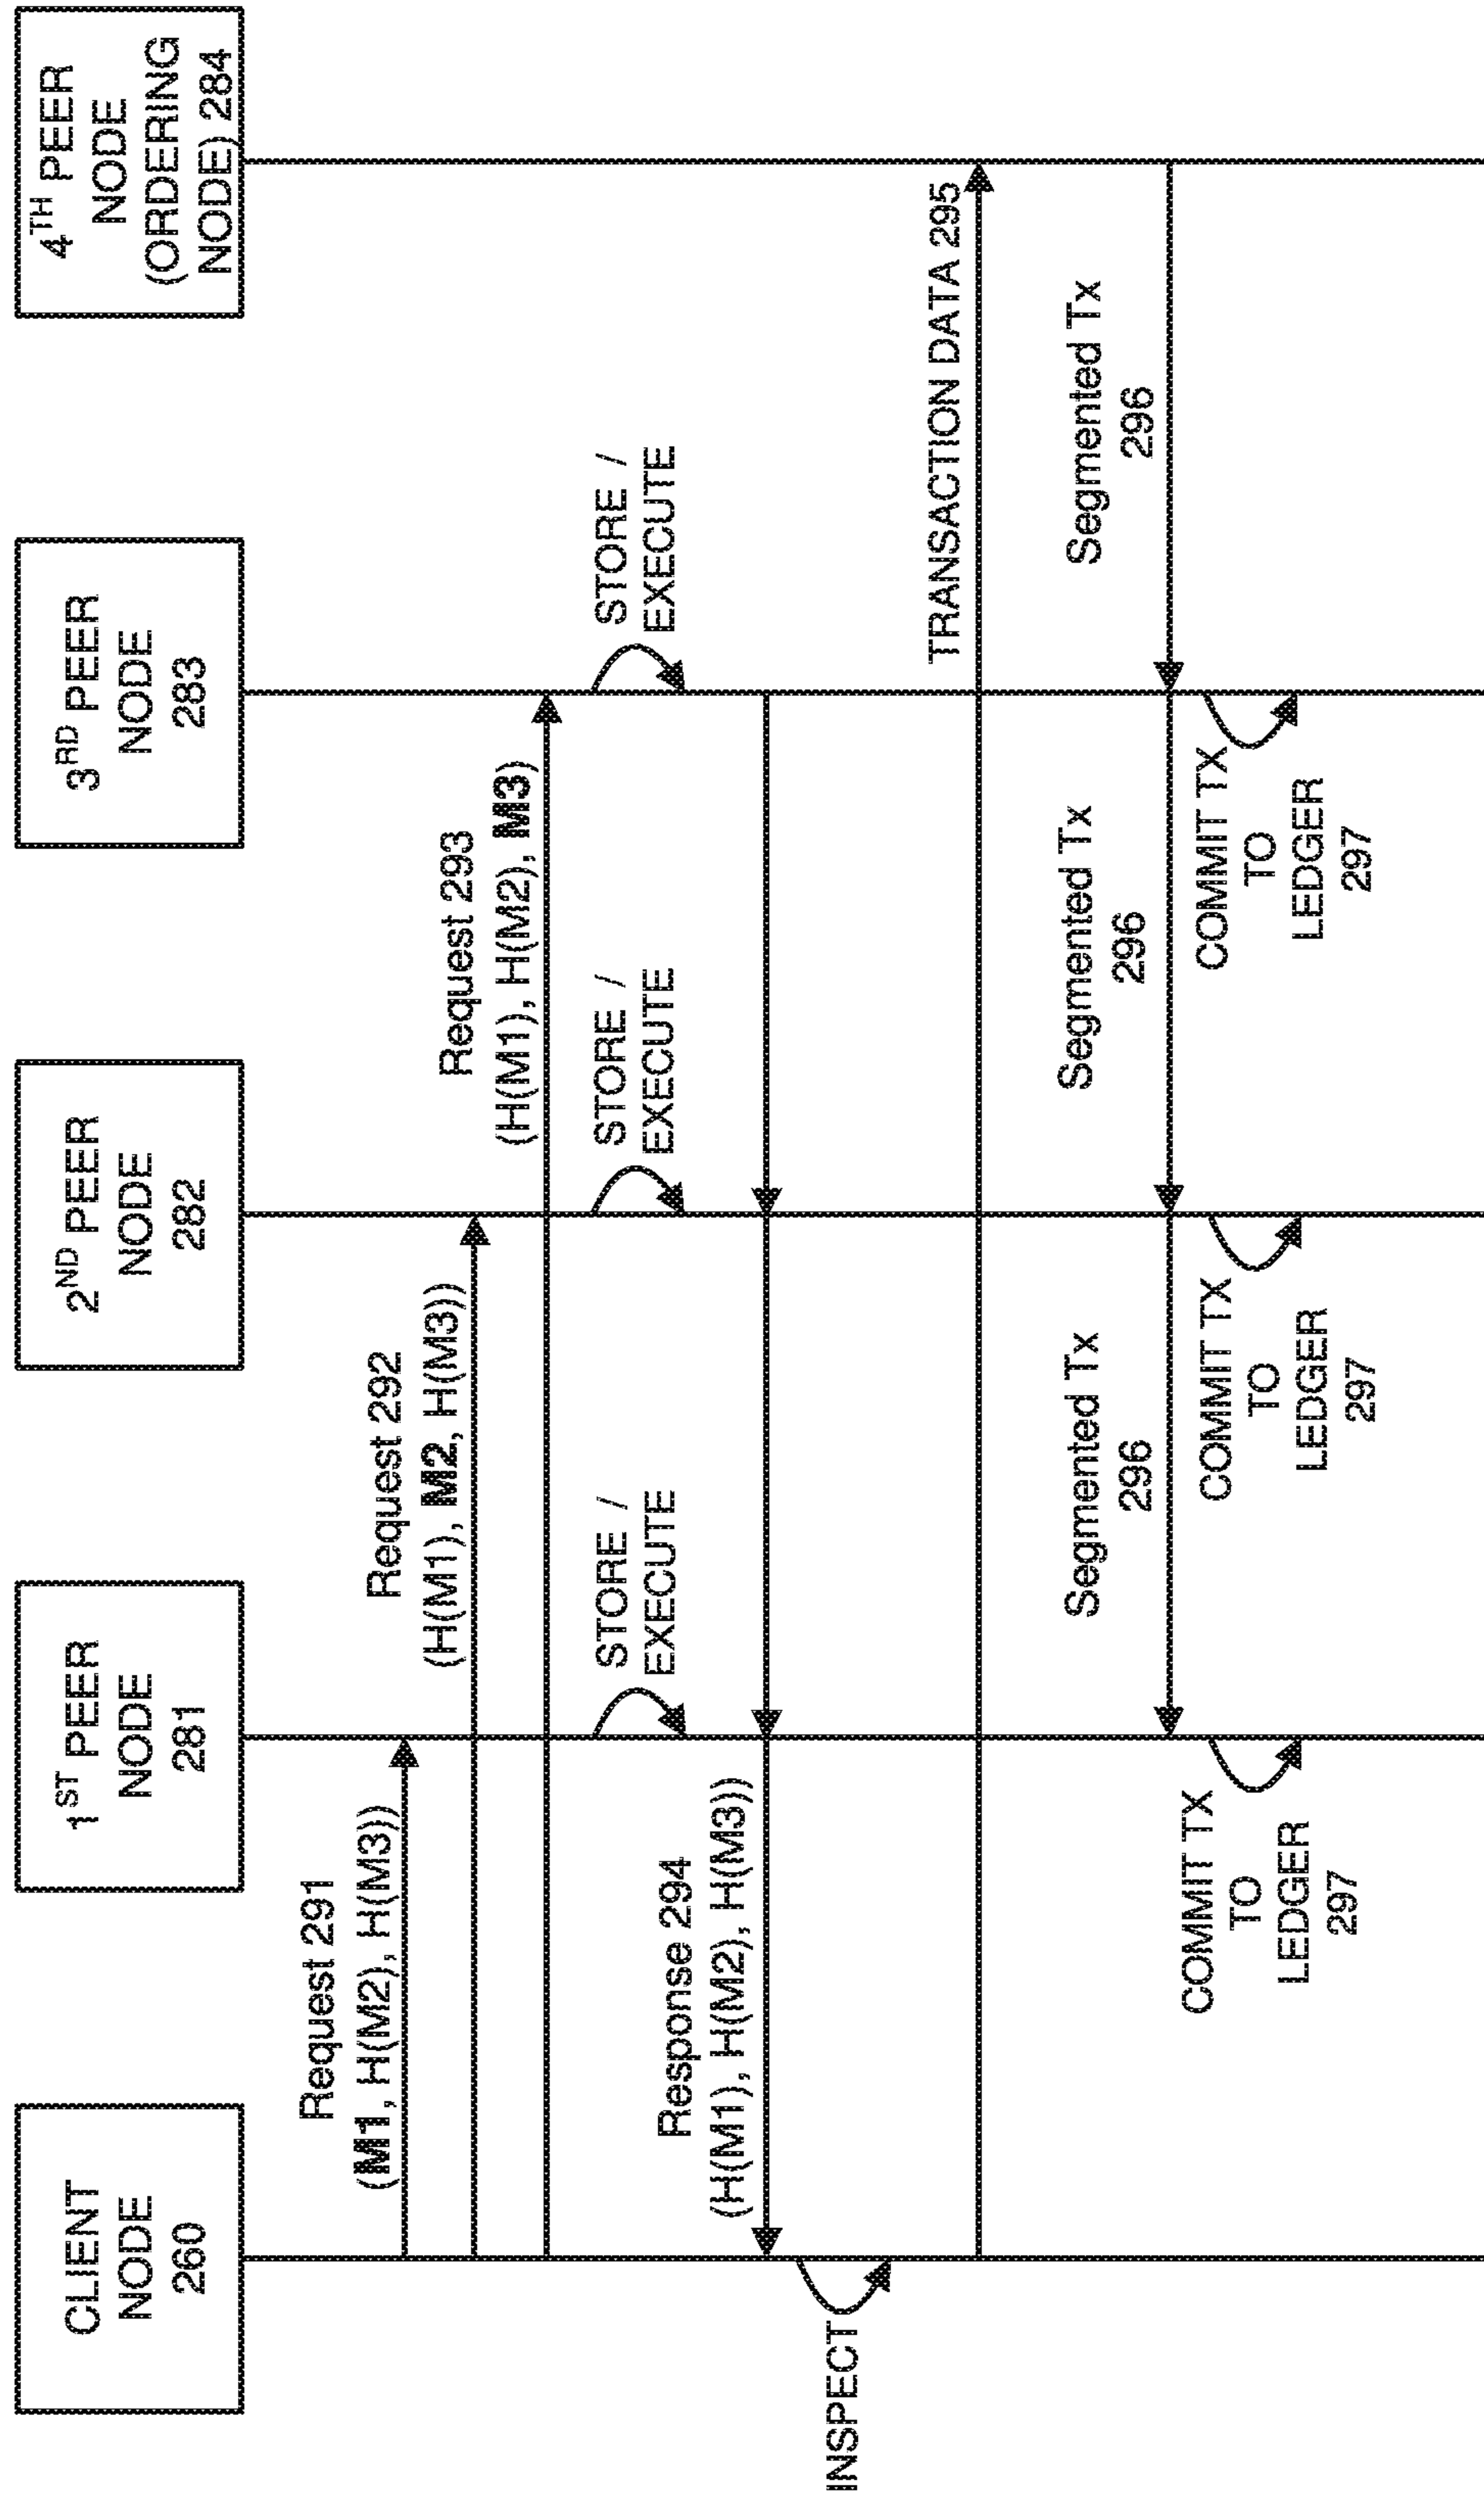 CLIENT
NODE
260
1ST PEER
NODE
281
2ND PEER
NODE
282
3RD PEER
NODE
283
4TH PEER
NODE
(ORDERING
NODE) 284
Request 291
(M1, H(M2), H(M3))
Request 292
(H(M1), M2, H(M3))
Request 293
(H(M1), H(M2), M3)
STORE /
EXECUTE
STORE /
EXECUTE
STORE /
EXECUTE
Response 294
(H(M1), H(M2), H(M3))
INSPECT
TRANSACTION DATA 295
Segmented Tx
296
Segmented Tx
296
Segmented Tx
296
COMMIT TX
TO
LEDGER
297
COMMIT TX
TO
LEDGER
297
COMMIT TX
TO
LEDGER
297